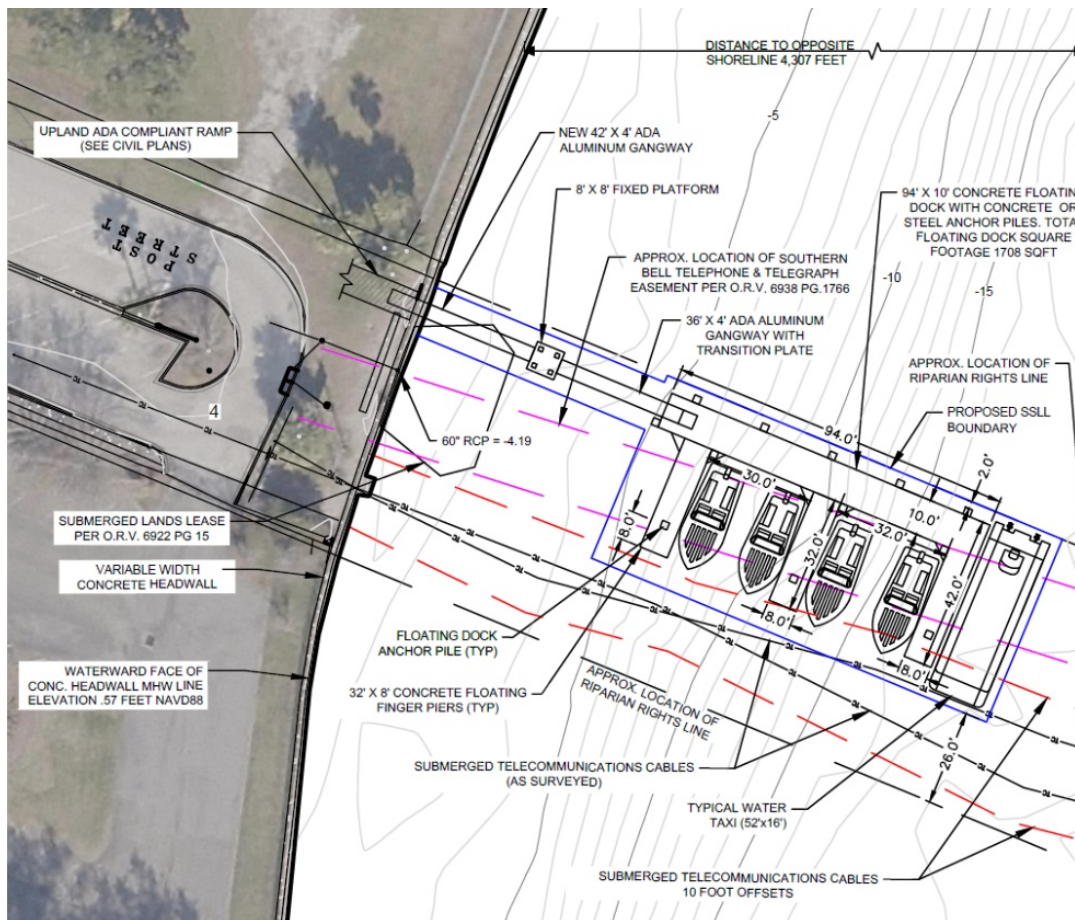 DISTANCE TO OPPOSITE
SHORELINE 4,307 FEET
-5
UPLAND ADA COMPLIANT RAMP
(SEE CIVIL PLANS)
NEW 42' X 4' ADA
ALUMINUM GANGWAY
8' X 8' FIXED PLATFORM
94' X 10' CONCRETE FLOATIN
DOCK WITH CONCRETE OR
STEEL ANCHOR PILES. TOTA
FLOATING DOCK SQUARE
FOOTAGE 1708 SQFT
POST
STREET
APPROX. LOCATION OF SOUTHERN
BELL TELEPHONE & TELEGRAPH
EASEMENT PER O.R.V. 6938 PG.1766
-10
-15
36' X 4' ADA ALUMINUM
GANGWAY WITH
TRANSITION PLATE
APPROX. LOCATION OF
RIPARIAN RIGHTS LINE
PROPOSED SSLL
BOUNDARY
4
60" RCP = -4.19
94.0'
2.0'
30.0'
10.0'
32.0'
32.0'
42.0'
8.0'
8.0'
8.0'
SUBMERGED LANDS LEASE
PER O.R.V. 6922 PG 15
VARIABLE WIDTH
CONCRETE HEADWALL
FLOATING DOCK
ANCHOR PILE (TYP)
WATERWARD FACE OF
CONC. HEADWALL MHW LINE
ELEVATION .57 FEET NAVD88
32' X 8' CONCRETE FLOATING
FINGER PIERS (TYP)
APPROX. LOCATION OF
RIPARIAN RIGHTS LINE
26.0'
SUBMERGED TELECOMMUNICATIONS CABLES
(AS SURVEYED)
TYPICAL WATER
TAXI (52'x16')
SUBMERGED TELECOMMUNICATIONS CABLES
10 FOOT OFFSETS